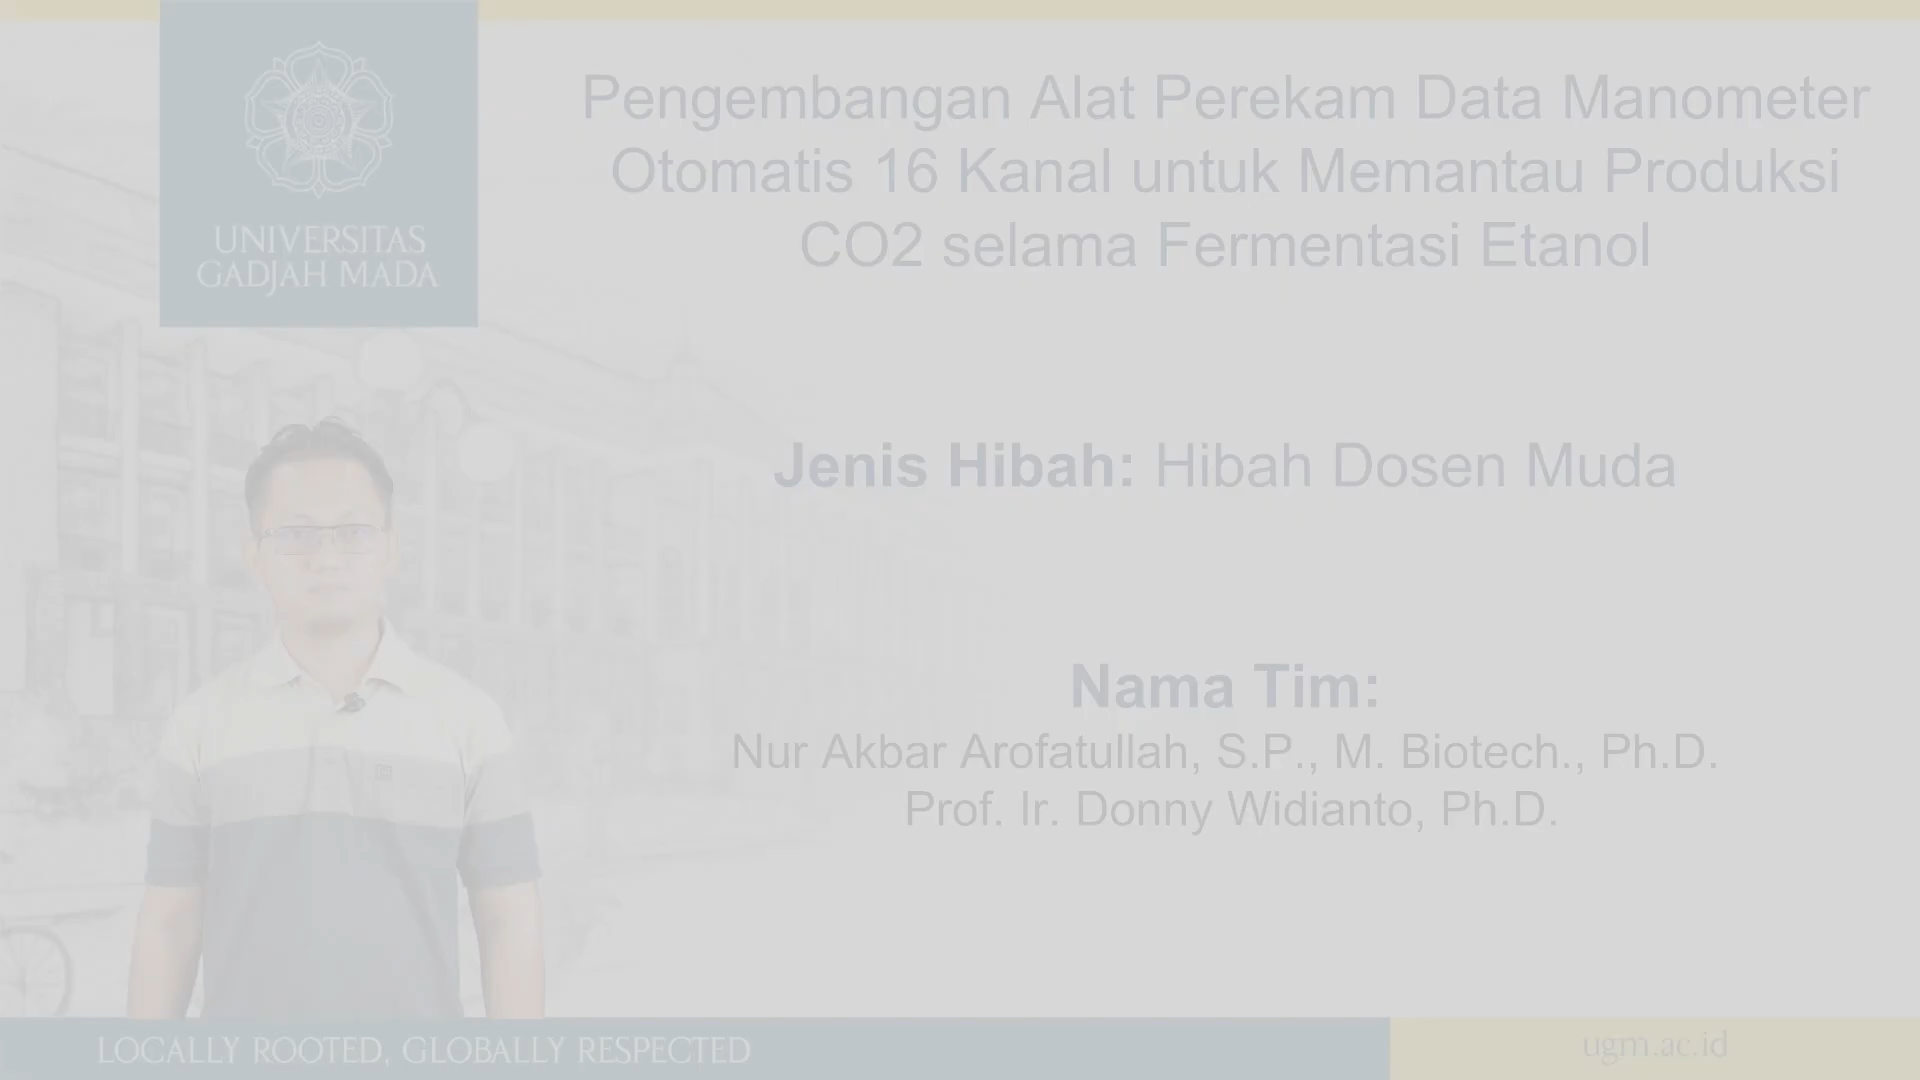 UNIVERSITAS
GADJAH MADA
Pengembangan Alat Perekam Data Manometer
Otomatis 16 Kanal untuk Memantau Produksi
CO2 selama Fermentasi Etanol
Jenis Hibah: Hibah Dosen Muda
Nama Tim:
Nur Akbar Arofatullah, S.P., M. Biotech., Ph.D.
Prof. Ir. Donny Widianto, Ph.D.
LOCALLY ROOTED, GLOBALLY RESPECTED
ugm.ac.id